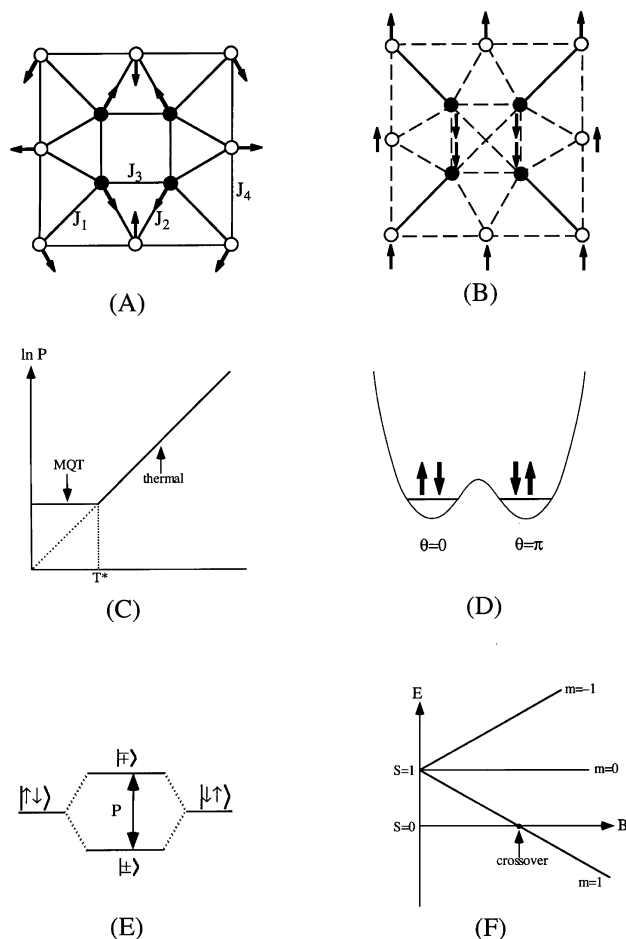 J₃
J₄
J₁
J₂
(A)
(B)
ln P
MQT
thermal
T*
(C)
θ=0
θ=π
(D)
|∓⟩
|↑↓⟩
P
|↓↑⟩
|±⟩
(E)
E
m=-1
S=1
m=0
S=0
B
crossover
m=1
(F)